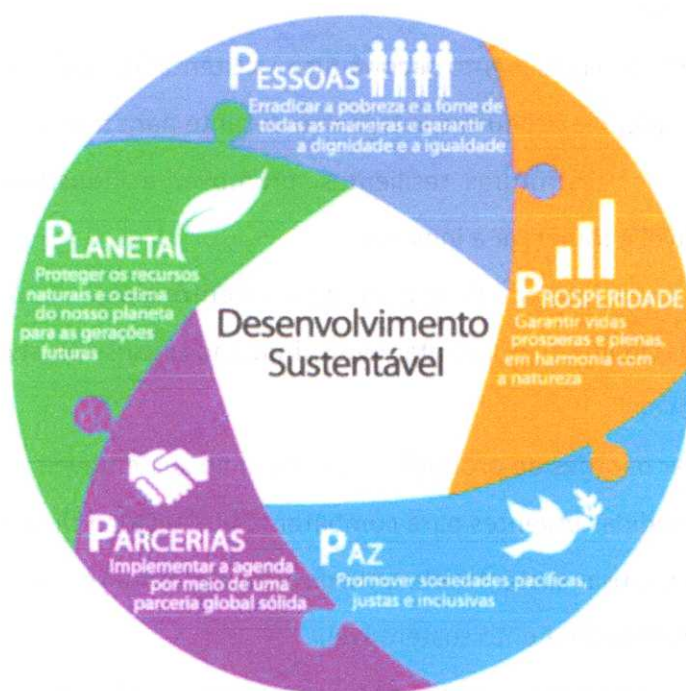 PESSOAS
Erradicar a pobreza e a fome de
todas as maneiras e garantir
a dignidade e a igualdade
PROSPERIDADE
Garantir vidas
prósperas e plenas,
em harmonia com
a natureza
PAZ
Promover sociedades pacíficas,
justas e inclusivas
PARCERIAS
Implementar a agenda
por meio de uma
parceria global sólida
PLANETA
Proteger os recursos
naturais e o clima
do nosso planeta
para as gerações
futuras
Desenvolvimento
Sustentável